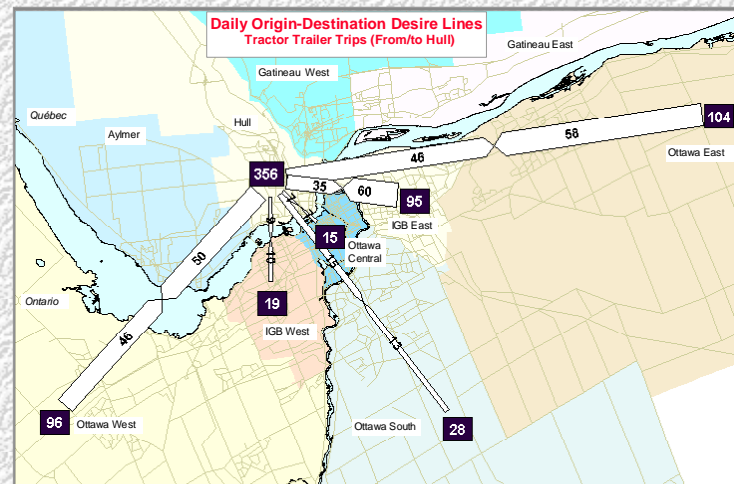 Daily Origin-Destination Desire Lines
Tractor Trailer Trips (From/to Hull)
Gatineau East
Gatineau West
Québec
Aylmer
Hull
104
46
58
Ottawa East
356
35
60
95
IGB East
15
Ottawa
Central
50
15
10
Ontario
19
IGB West
46
13
96
Ottawa West
Ottawa South
28